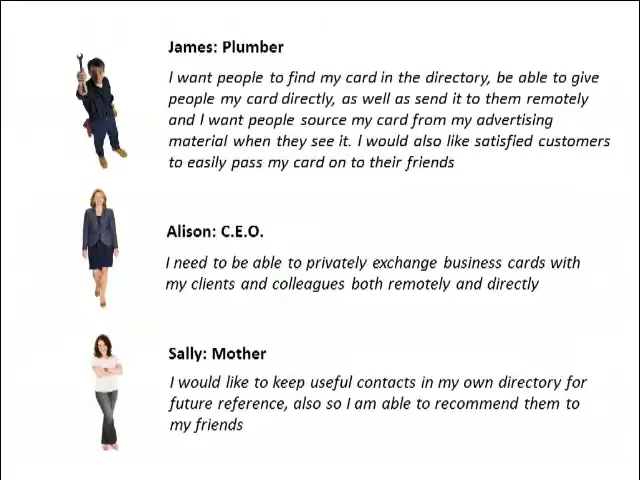 James: Plumber
I want people to find my card in the directory, be able to give
people my card directly, as well as send it to them remotely
and I want people source my card from my advertising
material when they see it. I would also like satisfied customers
to easily pass my card on to their friends
Alison: C.E.O.
I need to be able to privately exchange business cards with
my clients and colleagues both remotely and directly
Sally: Mother
I would like to keep useful contacts in my own directory for
future reference, also so I am able to recommend them to
my friends